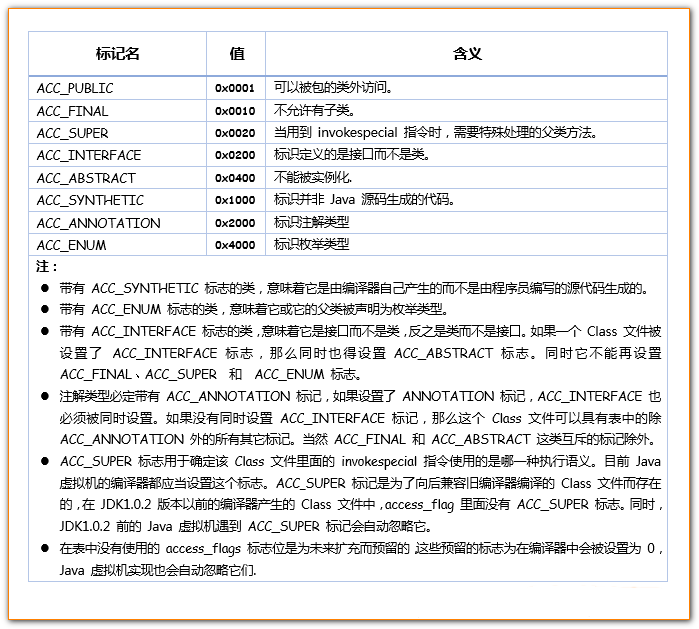 标记名 值 含义
ACC_PUBLIC 0x0001 可以被包的类外访问。
ACC_FINAL 0x0010 不允许有子类。
ACC_SUPER 0x0020 当用到 invokespecial 指令时，需要特殊处理的父类方法。
ACC_INTERFACE 0x0200 标识定义的是接口而不是类。
ACC_ABSTRACT 0x0400 不能被实例化.
ACC_SYNTHETIC 0x1000 标识并非 Java 源码生成的代码。
ACC_ANNOTATION 0x2000 标识注解类型
ACC_ENUM 0x4000 标识枚举类型
注：
● 带有 ACC_SYNTHETIC 标志的类，意味着它是由编译器自己产生的而不是由程序员编写的源代码生成的。
● 带有 ACC_ENUM 标志的类，意味着它或它的父类被声明为枚举类型。
● 带有 ACC_INTERFACE 标志的类，意味着它是接口而不是类，反之是类而不是接口。如果一个 Class 文件被
设置了 ACC_INTERFACE 标志，那么同时也得设置 ACC_ABSTRACT 标志。同时它不能再设置
ACC_FINAL、ACC_SUPER 和 ACC_ENUM 标志。
● 注解类型必定带有 ACC_ANNOTATION 标记，如果设置了 ANNOTATION 标记，ACC_INTERFACE 也
必须被同时设置。如果没有同时设置 ACC_INTERFACE 标记，那么这个 Class 文件可以具有表中的除
ACC_ANNOTATION 外的所有其它标记。当然 ACC_FINAL 和 ACC_ABSTRACT 这类互斥的标记除外。
● ACC_SUPER 标志用于确定该 Class 文件里面的 invokespecial 指令使用的是哪一种执行语义。目前 Java
虚拟机的编译器都应当设置这个标志。ACC_SUPER 标记是为了向后兼容旧编译器编译的 Class 文件而存在
的，在 JDK1.0.2 版本以前的编译器产生的 Class 文件中，access_flag 里面没有 ACC_SUPER 标志。同时，
JDK1.0.2 前的 Java 虚拟机遇到 ACC_SUPER 标记会自动忽略它。
● 在表中没有使用的 access_flags 标志位是为未来扩充而预留的，这些预留的标志为在编译器中会被设置为 0，
Java 虚拟机实现也会自动忽略它们.